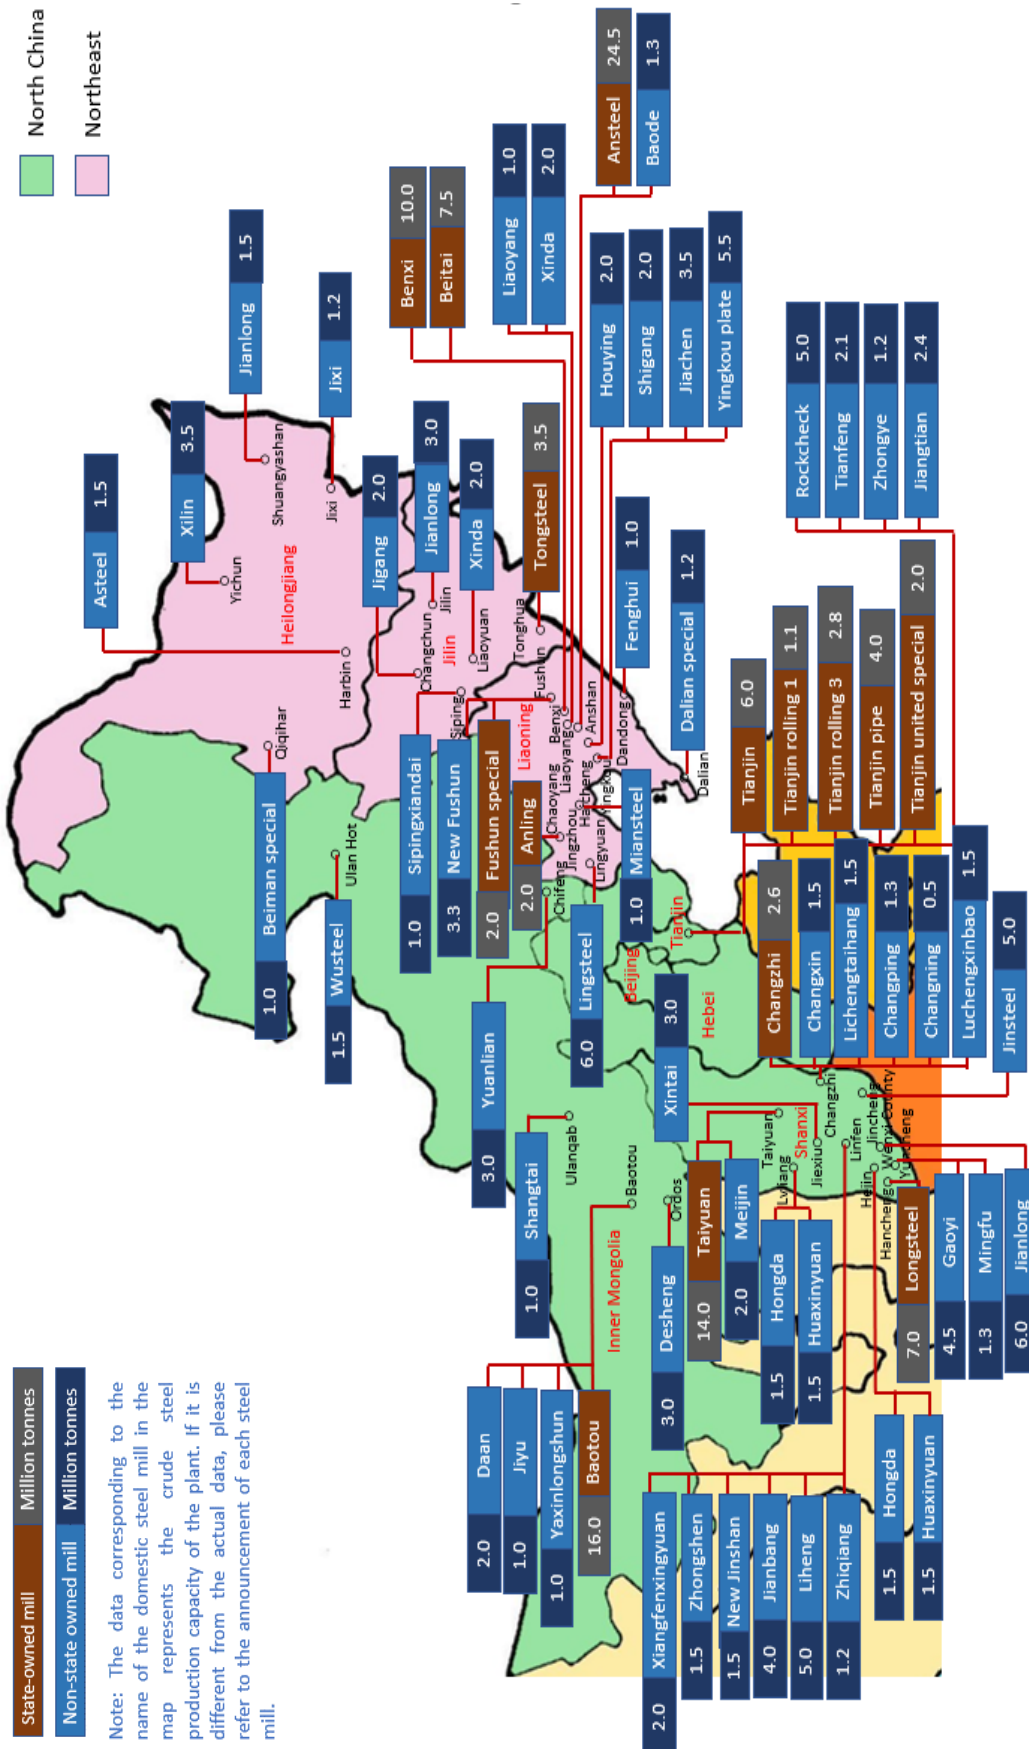 State-owned mill Million tonnes
Non-state owned mill Million tonnes
Note: The data corresponding to the
name of the domestic steel mill in the
map represents the crude steel
production capacity of the plant. If it is
different from the actual data, please
refer to the announcement of each steel
mill.
North China
Northeast
Asteel 1.5
Xilin 3.5
Jianlong 1.5
Jixi 1.2
Yichun
Shuangyashan
Jixi
Heilongjiang
Harbin
Qiqihar
Beiman special
1.0
Ulan Hot
1.5 Wusteel
Jigang 2.0
Jianlong 3.0
Xinda 2.0
Tongsteel 3.5
Changchun
Jilin
Jilin
Liaoyuan
Tonghua
Siping
1.0 Sipingxiandai
3.3 New Fushun
2.0 Fushun special
2.0 Anling
Benxi 10.0
Beitai 7.5
Liaoyang 1.0
Xinda 2.0
Ansteel 24.5
Baode 1.3
Houying 2.0
Shigang 2.0
Jiachen 3.5
Yingkou plate 5.5
Fenghui 1.0
Dalian special 1.2
Liaoning
Fushun
Benxi
Liaoyang
Anshan
Haicheng
Yingkou
Dandong
Dalian
Chaoyang
Jingzhou
Lingyuan
Chifeng
3.0 Yuanlian
6.0 Lingsteel
1.0 Miansteel
1.0 Shangtai
Ulanqab
Baotou
Ordos
Inner Mongolia
2.0 Daan
1.0 Jiyu
1.0 Yaxinlongshun
16.0 Baotou
3.0 Desheng
Beijing
Tianjin
Hebei
Shanxi
Xintai 3.0
14.0 Taiyuan
2.0 Meijin
1.5 Hongda
1.5 Huaxinyuan
Taiyuan
Lvliang
Jiexiu
Changzhi
Linfen
Jincheng
Hejin
Wenxi County
Yuncheng
Hancheng
7.0 Longsteel
4.5 Gaoyi
1.3 Mingfu
6.0 Jianlong
2.0 Xiangfenxingyuan
1.5 Zhongshen
1.5 New Jinshan
4.0 Jianbang
5.0 Liheng
1.2 Zhiqiang
1.5 Hongda
1.5 Huaxinyuan
Tianjin 6.0
Tianjin rolling 1 1.1
Tianjin rolling 3 2.8
Tianjin pipe 4.0
Tianjin united special 2.0
Rockcheck 5.0
Tianfeng 2.1
Zhongye 1.2
Jiangtian 2.4
Changzhi 2.6
Changxin 1.5
Lichengtaihang 1.5
Changping 1.3
Changning 0.5
Luchengxinbao 1.5
Jinsteel 5.0